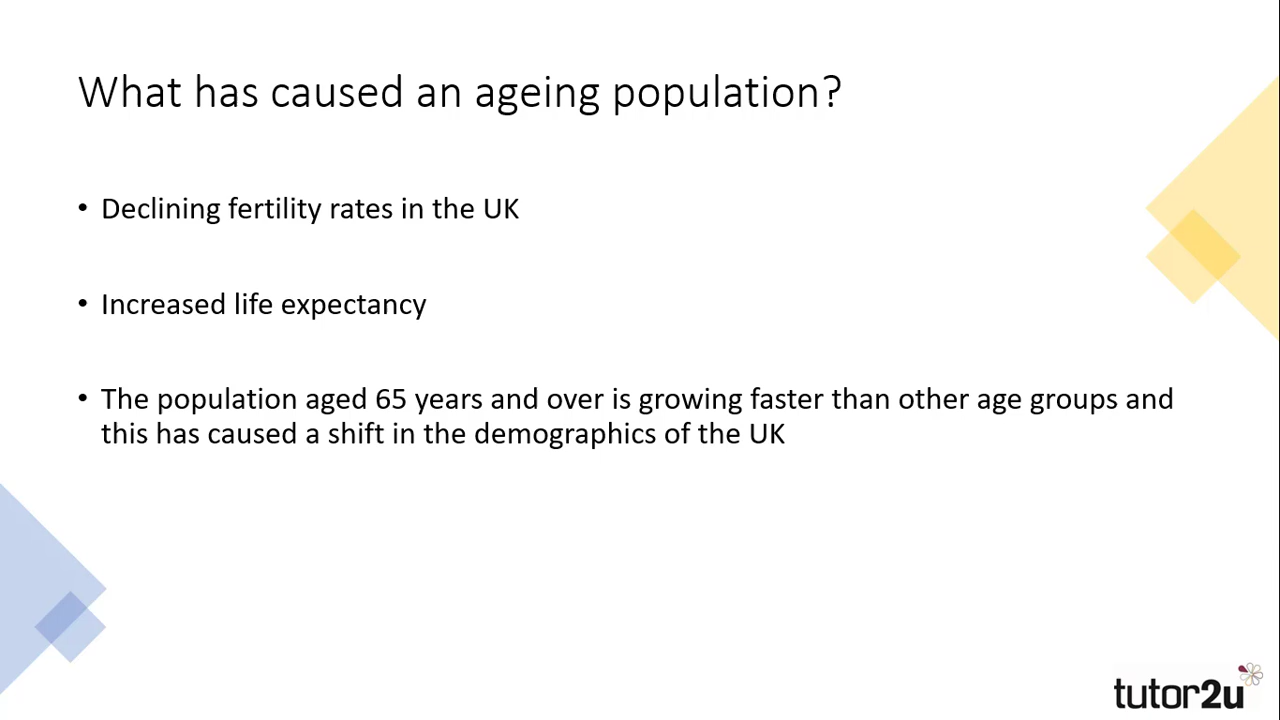 What has caused an ageing population?
• Declining fertility rates in the UK
• Increased life expectancy
• The population aged 65 years and over is growing faster than other age groups and
this has caused a shift in the demographics of the UK
tutor2u